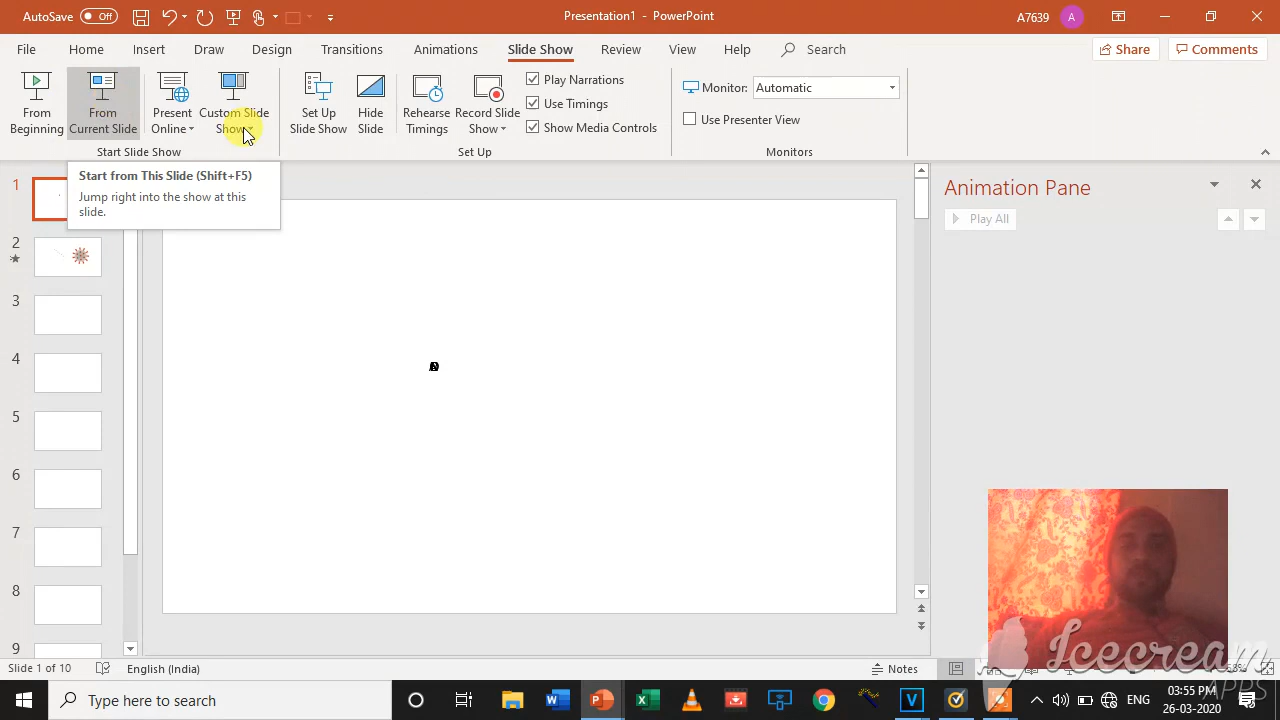 AutoSave Off
Presentation1 - PowerPoint
A7639 A
File Home Insert Draw Design Transitions Animations Slide Show Review View Help Search
Share Comments
From Beginning
From Current Slide
Present Online
Custom Slide Show
Set Up Slide Show
Hide Slide
Rehearse Timings
Record Slide Show
Play Narrations
Use Timings
Show Media Controls
Monitor: Automatic
Use Presenter View
Start Slide Show
Set Up
Monitors
Start from This Slide (Shift+F5)
Jump right into the show at this
slide.
1
2
3
4
5
6
7
8
9
Animation Pane
Play All
Slide 1 of 10
English (India)
Notes
Icecream
APPS
Type here to search
ENG
03:55 PM
26-03-2020